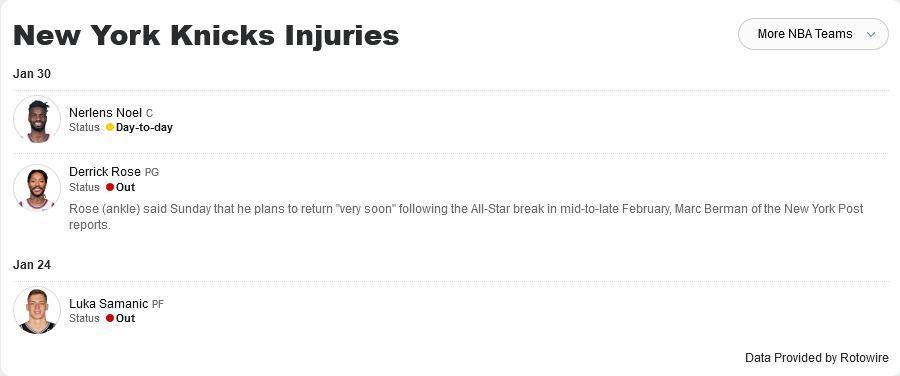 New York Knicks Injuries
More NBA Teams
Jan 30
Nerlens Noel C
Status Day-to-day
Derrick Rose PG
Status Out
Rose (ankle) said Sunday that he plans to return "very soon" following the All-Star break in mid-to-late February, Marc Berman of the New York Post
reports.
Jan 24
Luka Samanic PF
Status Out
Data Provided by Rotowire